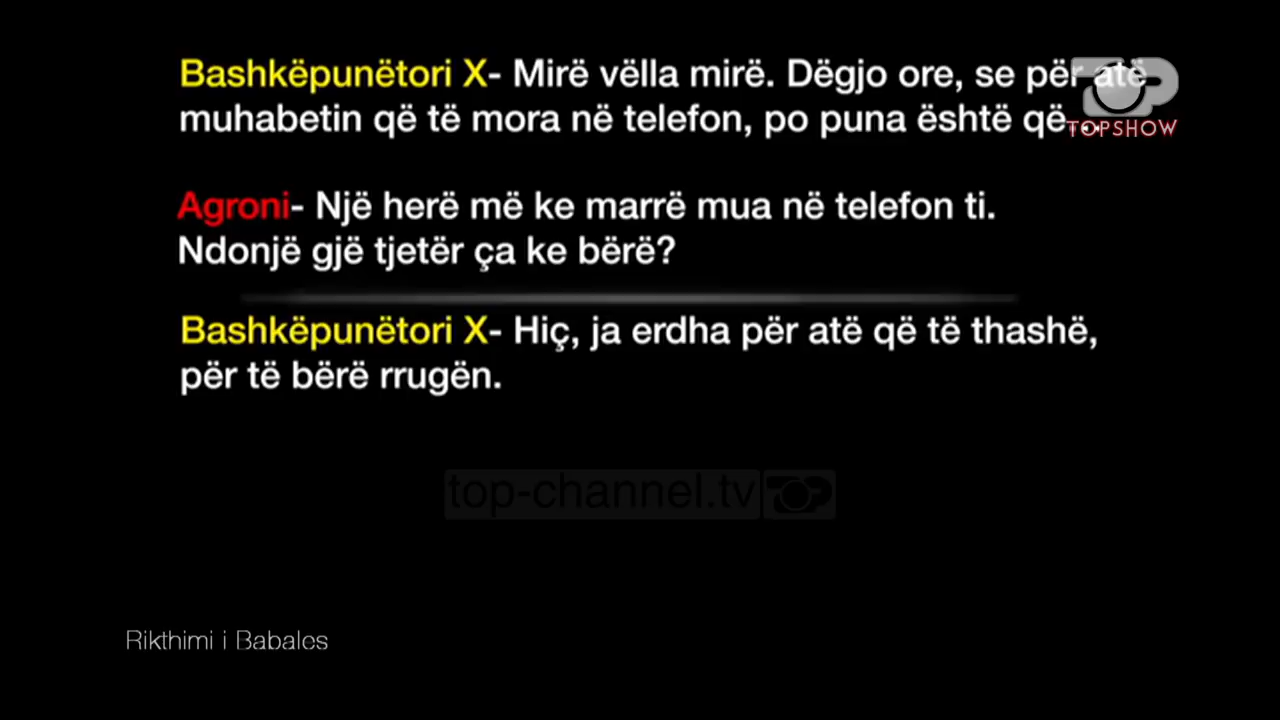 Bashkëpunëtori X- Mirë vëlla mirë. Dëgjo ore, se për atë
muhabetin që të mora në telefon, po puna është që...
TOP
TOPSHOW
Agroni- Një herë më ke marrë mua në telefon ti.
Ndonjë gjë tjetër ça ke bërë?
Bashkëpunëtori X- Hiç, ja erdha për atë që të thashë,
për të bërë rrugën.
top-channel.tv
Rikthimi i Babales